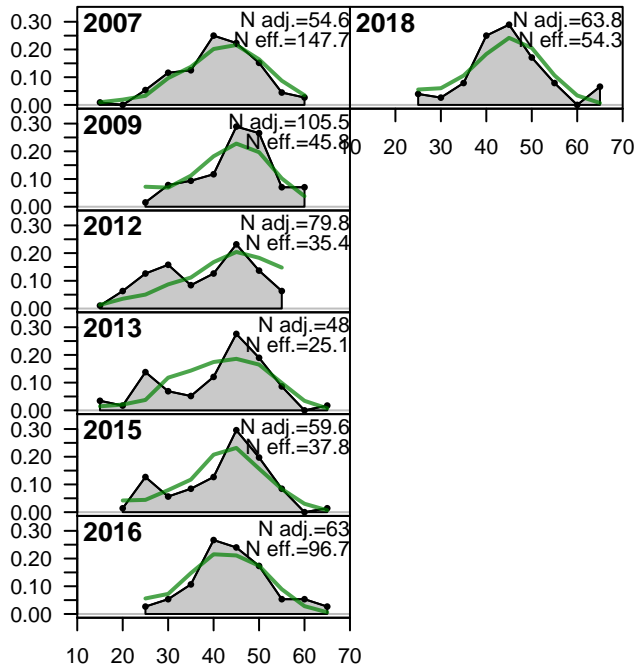 2007
N adj.=54.6
N eff.=147.7
0.30
0.20
0.10
0.00
2018
N adj.=63.8
N eff.=54.3
10 20 30 40 50 60 70
2009
N adj.=105.5
N eff.=45.8
0.30
0.20
0.10
0.00
2012
N adj.=79.8
N eff.=35.4
0.30
0.20
0.10
0.00
2013
N adj.=48
N eff.=25.1
0.30
0.20
0.10
0.00
2015
N adj.=59.6
N eff.=37.8
0.30
0.20
0.10
0.00
2016
N adj.=63
N eff.=96.7
0.30
0.20
0.10
0.00
10 20 30 40 50 60 70